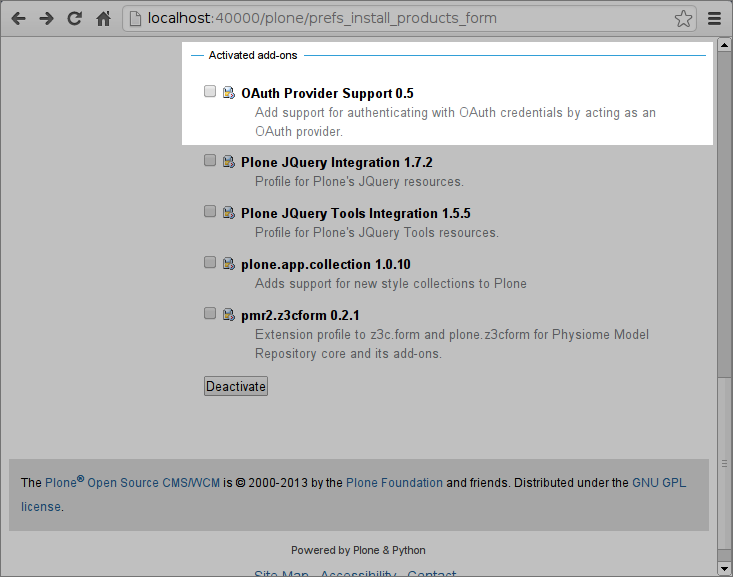 localhost:40000/plone/prefs_install_products_form
Activated add-ons
OAuth Provider Support 0.5
Add support for authenticating with OAuth credentials by acting as an
OAuth provider.
Plone JQuery Integration 1.7.2
Profile for Plone's JQuery resources.
Plone JQuery Tools Integration 1.5.5
Profile for Plone's JQuery Tools resources.
plone.app.collection 1.0.10
Adds support for new style collections to Plone
pmr2.z3cform 0.2.1
Extension profile to z3c.form and plone.z3cform for Physiome Model
Repository core and its add-ons.
Deactivate
The Plone® Open Source CMS/WCM is © 2000-2013 by the Plone Foundation and friends. Distributed under the GNU GPL
license.
Powered by Plone & Python
Site Map Accessibility Contact